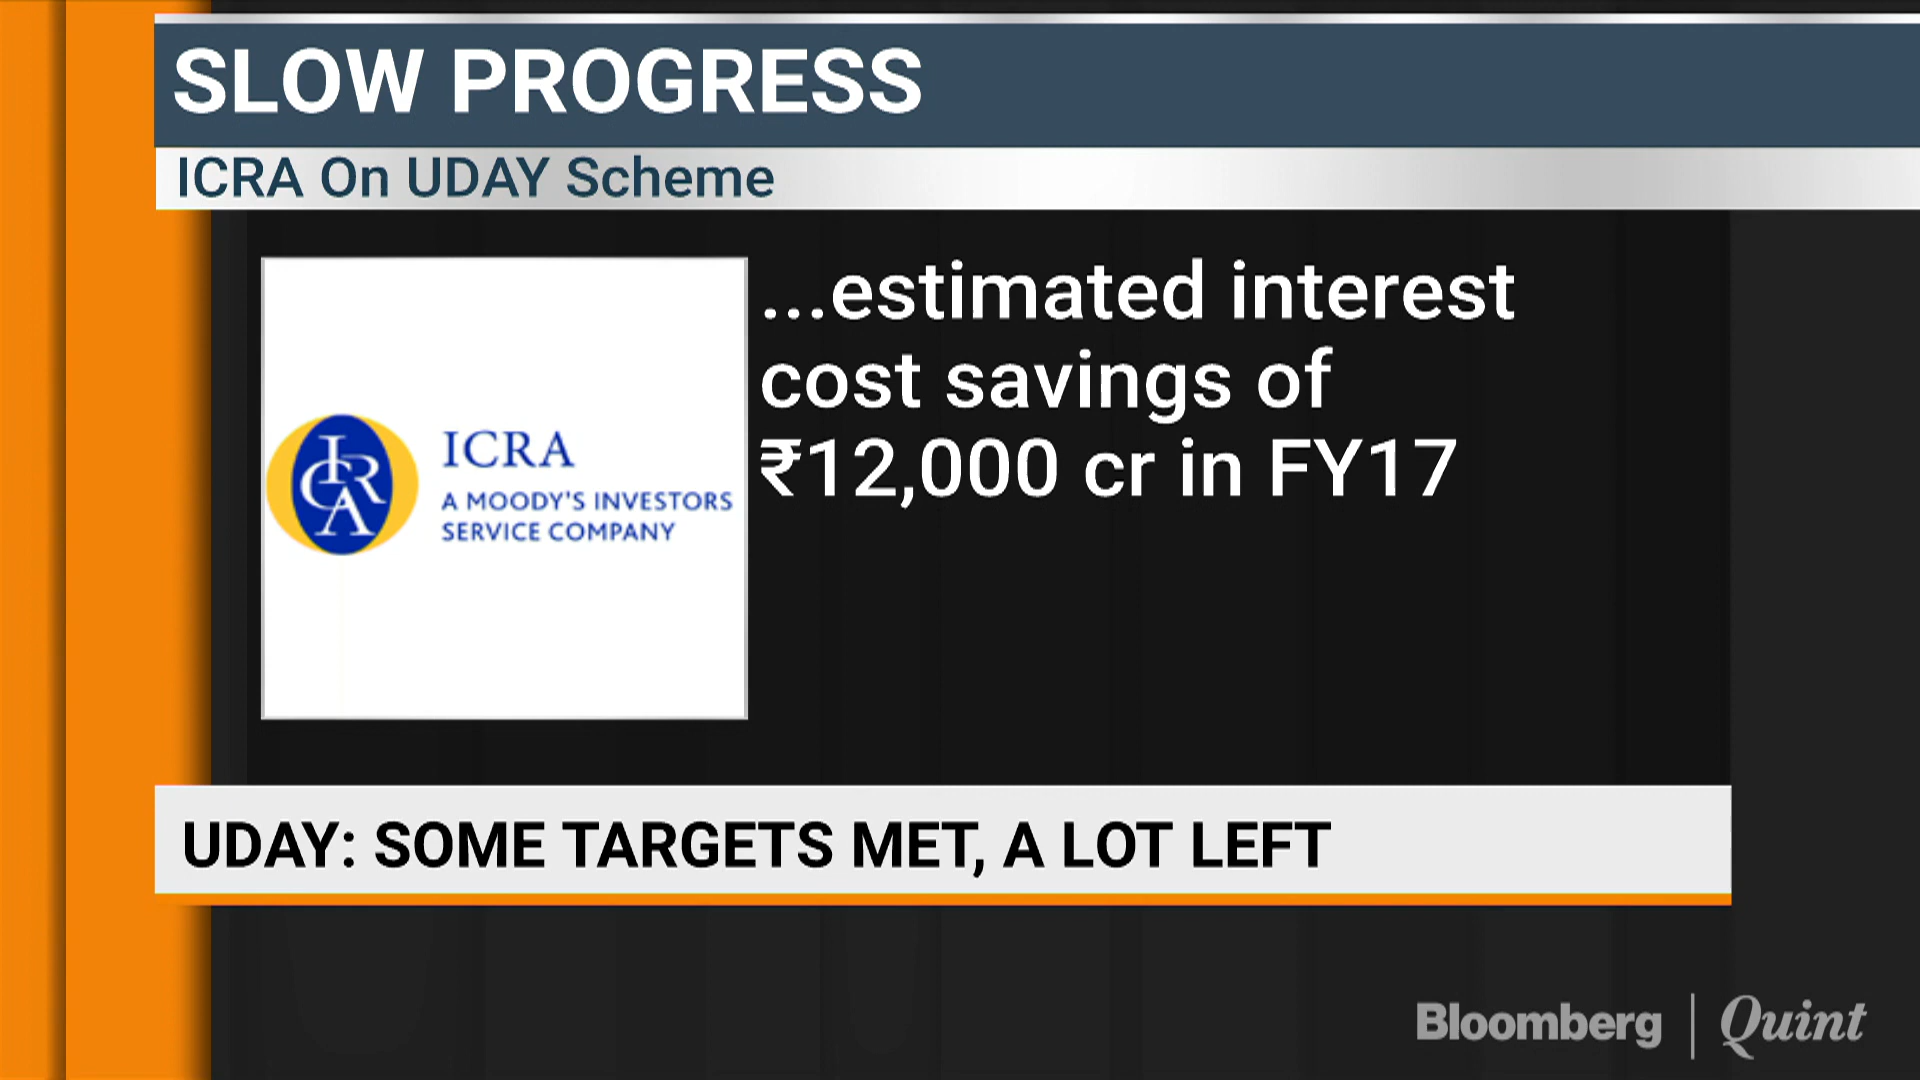 SLOW PROGRESS
ICRA On UDAY Scheme
...estimated interest
cost savings of
₹12,000 cr in FY17
ICRA
ICRA
A MOODY'S INVESTORS
SERVICE COMPANY
UDAY: SOME TARGETS MET, A LOT LEFT
Bloomberg | Quint